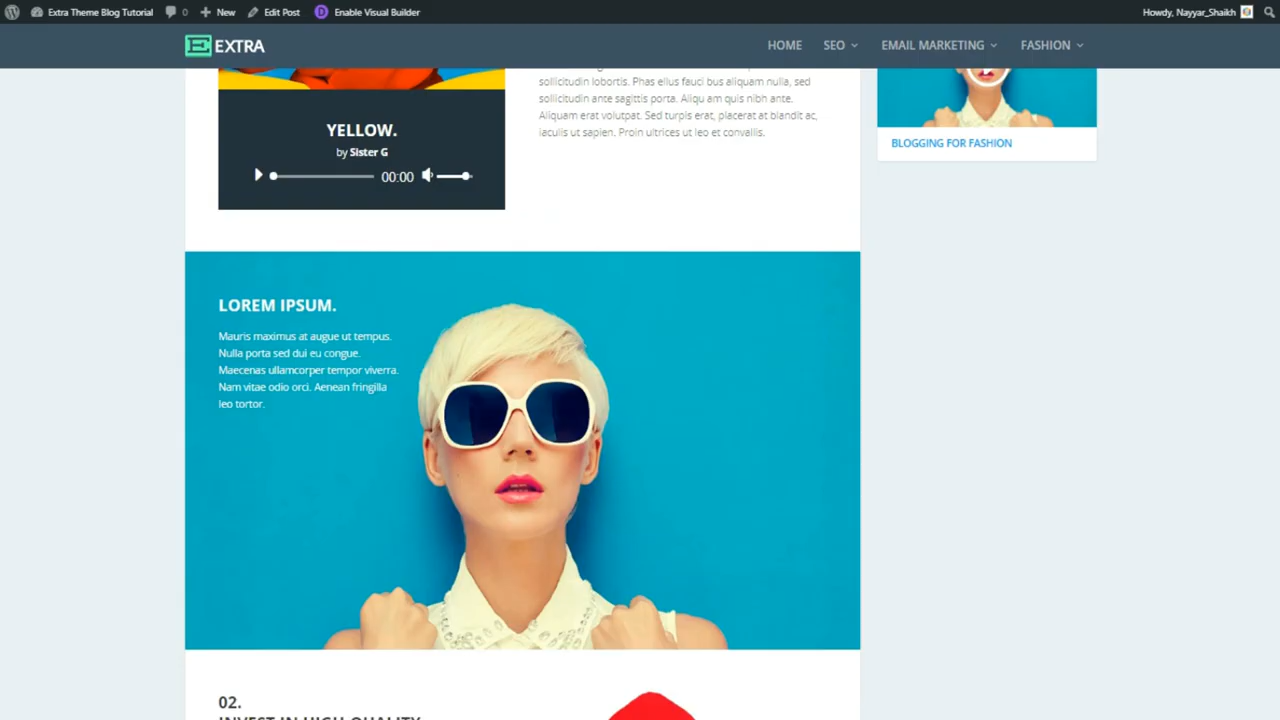 Extra Theme Blog Tutorial 0 New Edit Post Enable Visual Builder Howdy, Nayyar_Shaikh
EXTRA HOME SEO EMAIL MARKETING FASHION
sollicitudin lobortis. Phas ellus fauci bus aliquam nulla, sed
sollicitudin ante sagittis porta. Aliqu am quis nibh ante.
Aliquam erat volutpat. Sed turpis erat, placerat at blandit ac,
iaculis ut sapien. Proin ultrices ut leo et convallis.
YELLOW.
by Sister G
00:00
BLOGGING FOR FASHION
LOREM IPSUM.
Mauris maximus at augue ut tempus.
Nulla porta sed dui eu congue.
Maecenas ullamcorper tempor viverra.
Nam vitae odio orci. Aenean fringilla
leo tortor.
02.
INVEST IN HIGH QUALITY